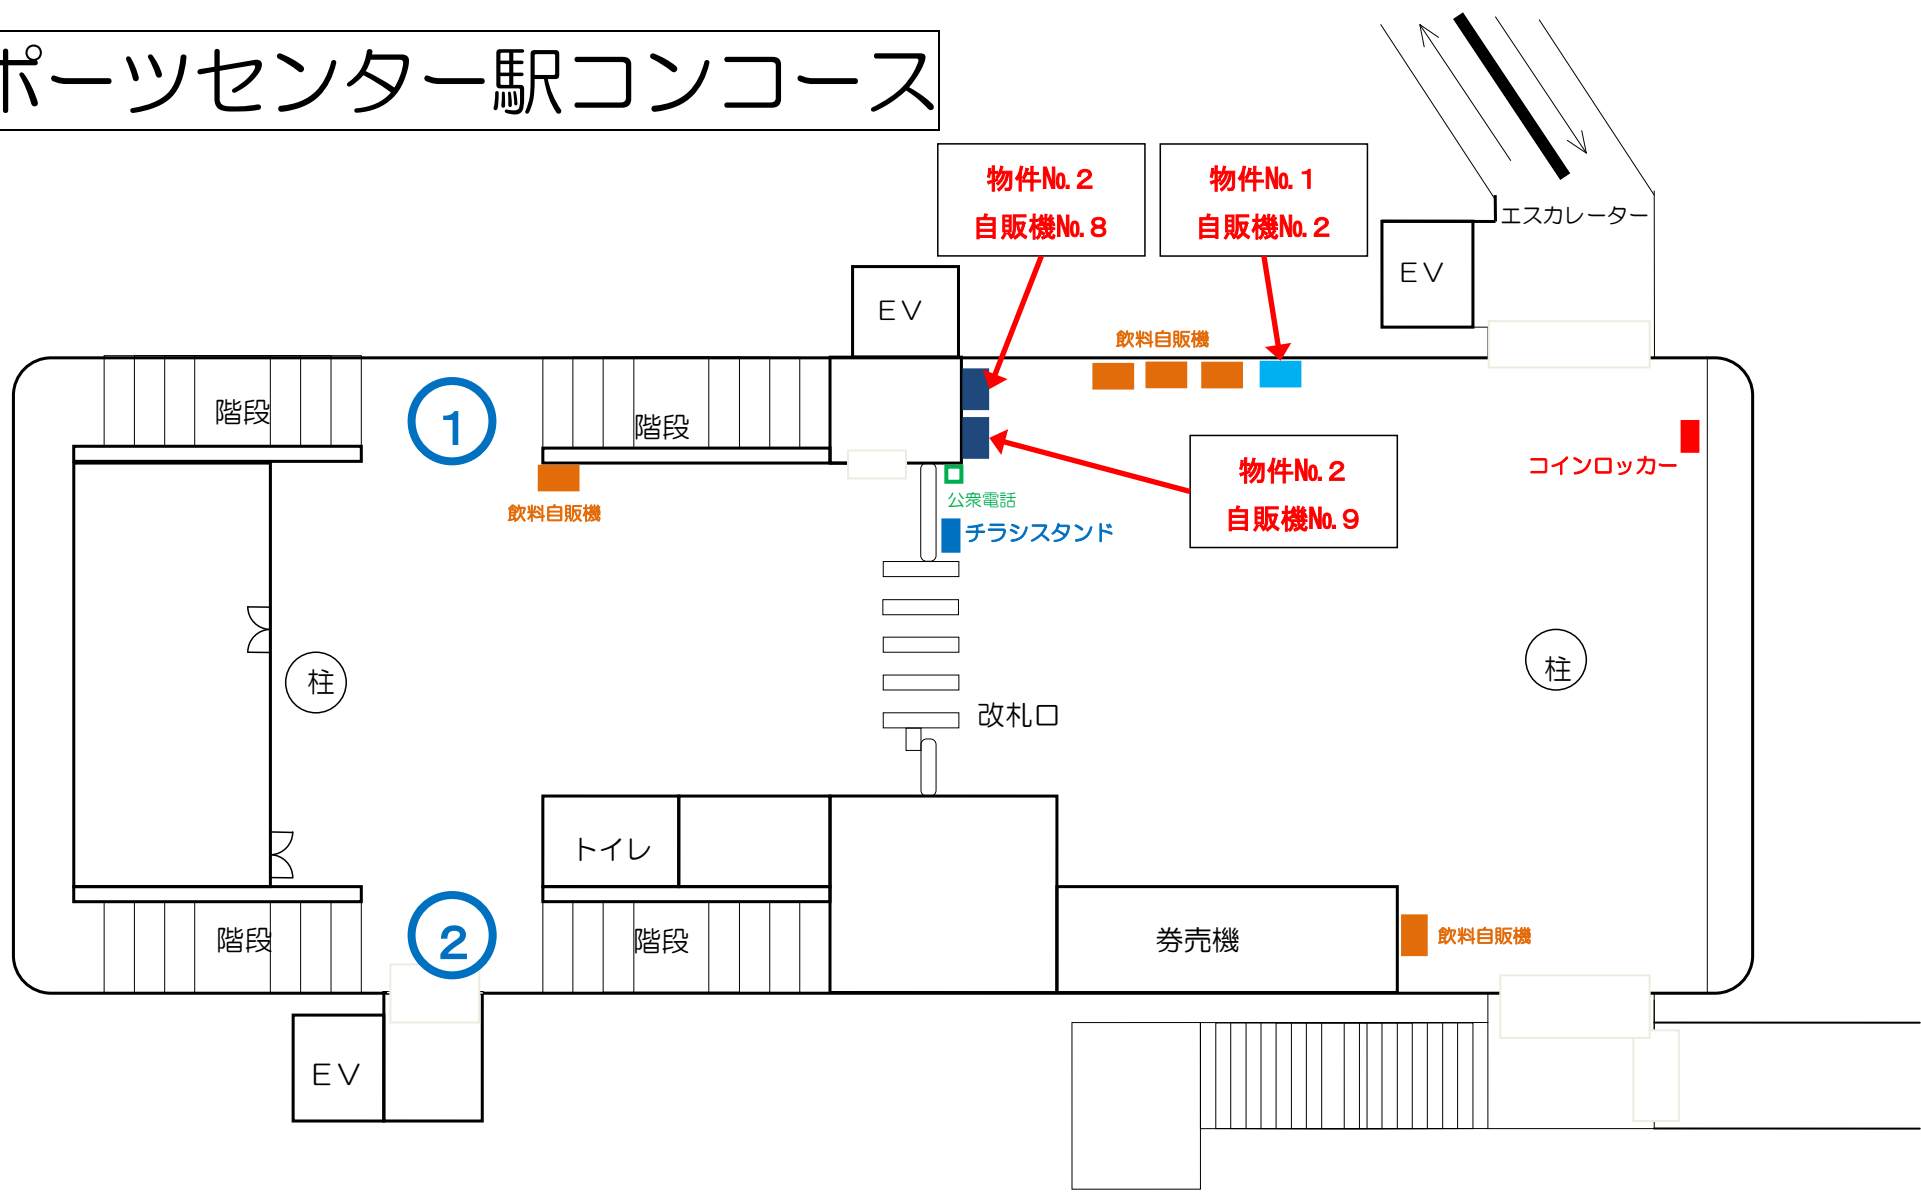 ポーツセンター駅コンコース
物件№.2
自販機№.8
物件№.1
自販機№.2
エスカレーター
EV
EV
飲料自販機
階段
1
階段
コインロッカー
物件№.2
自販機№.9
飲料自販機
公衆電話
チラシスタンド
柱
柱
改札口
トイレ
階段
2
階段
券売機
飲料自販機
EV